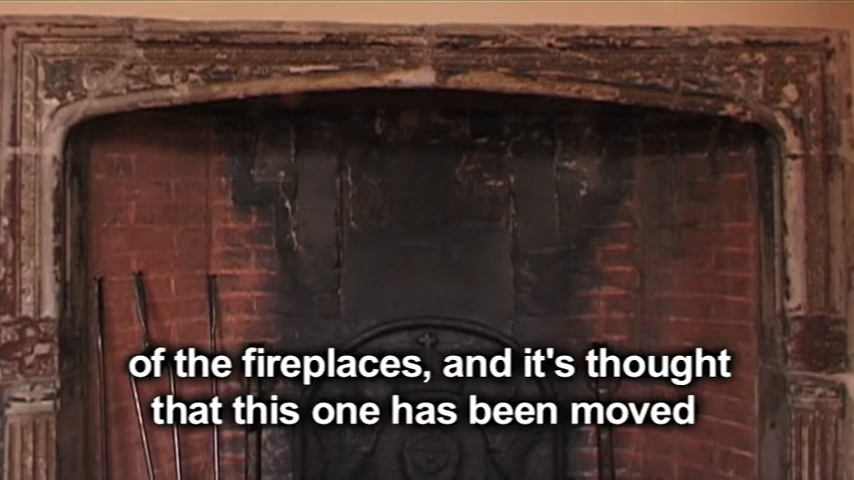 of the fireplaces, and it's thought
that this one has been moved